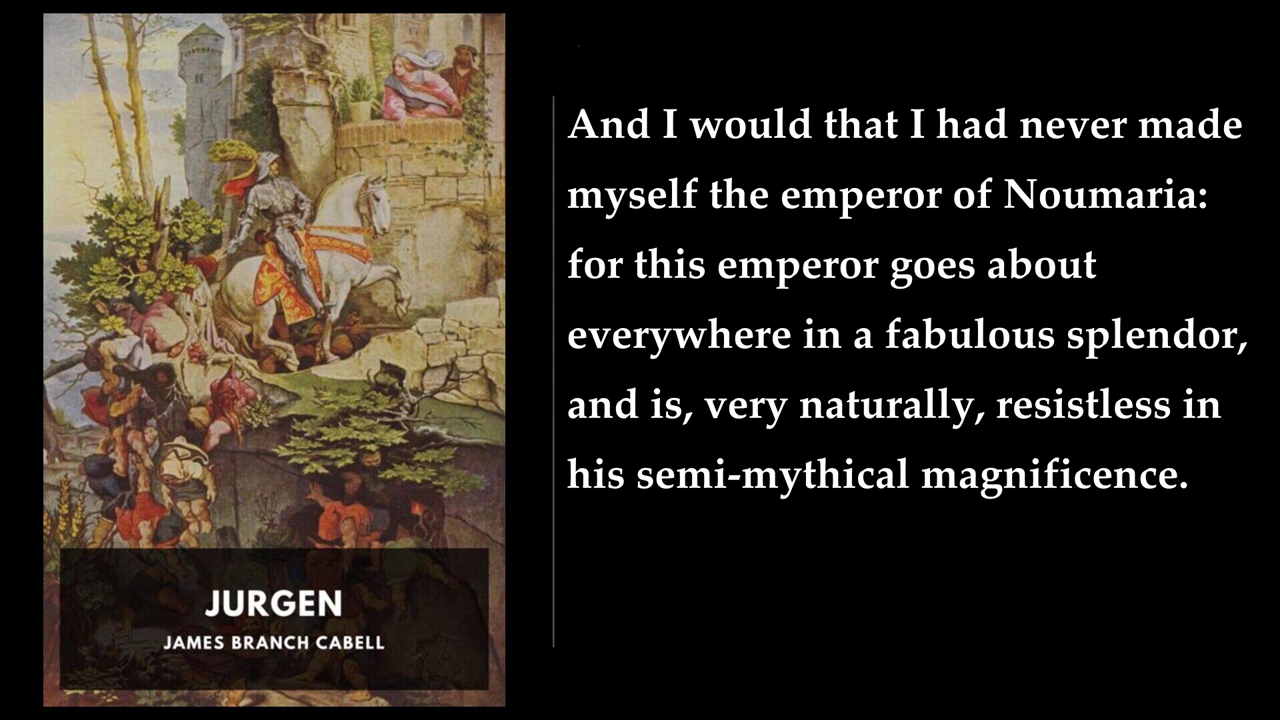 And I would that I had never made
myself the emperor of Noumaria:
for this emperor goes about
everywhere in a fabulous splendor,
and is, very naturally, resistless in
his semi-mythical magnificence.
JURGEN
JAMES BRANCH CABELL